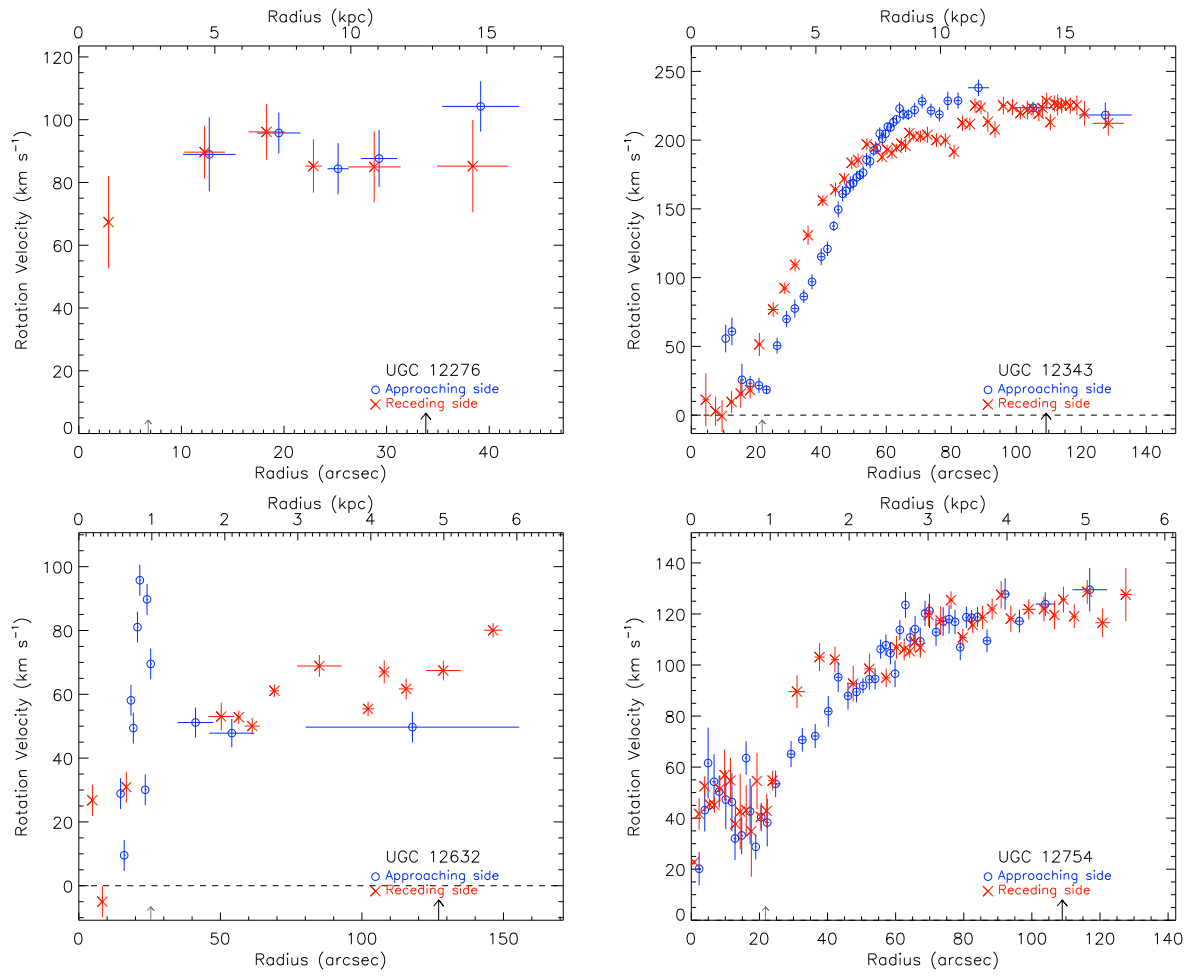 Radius (kpc)
0 5 10 15
120
100
80
60
40
20
0
Rotation Velocity (km s⁻¹)
UGC 12276
Approaching side
Receding side
0 10 20 30 40
Radius (arcsec)
Radius (kpc)
0 5 10 15
250
200
150
100
50
0
Rotation Velocity (km s⁻¹)
UGC 12343
Approaching side
Receding side
0 20 40 60 80 100 120 140
Radius (arcsec)
Radius (kpc)
0 1 2 3 4 5 6
100
80
60
40
20
0
Rotation Velocity (km s⁻¹)
UGC 12632
Approaching side
Receding side
0 50 100 150
Radius (arcsec)
Radius (kpc)
0 1 2 3 4 5 6
140
120
100
80
60
40
20
0
Rotation Velocity (km s⁻¹)
UGC 12754
Approaching side
Receding side
0 20 40 60 80 100 120 140
Radius (arcsec)